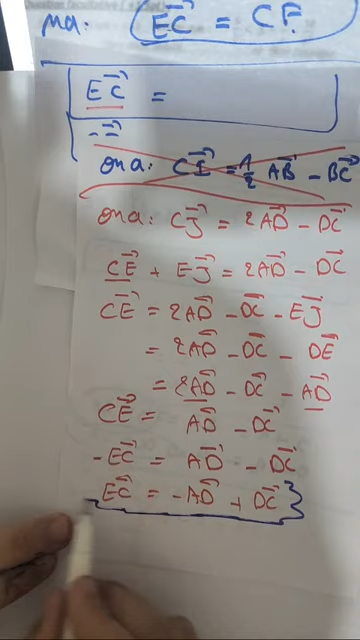 ma: EC = CF.
EC =
on a: CI = 1/2 AB - BC
on a: CJ = 2AD - DC
CE + EJ = 2AD - DC
CE = 2AD - DC - EJ
= 2AD - DC - DE
= 2AD - DC - AD
CE = AD - DC
-EC = AD - DC
EC = -AD + DC